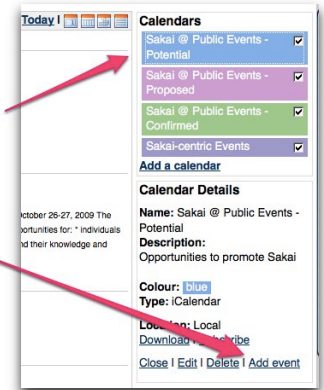 Today |
Calendars
Sakai @ Public Events -
Potential
Sakai @ Public Events -
Proposed
Sakai @ Public Events -
Confirmed
Sakai-centric Events
Add a calendar
Calendar Details
Name: Sakai @ Public Events -
Potential
Description:
Opportunities to promote Sakai
October 26-27, 2009 The
portunities for: * individuals
nd their knowledge and
Colour: blue
Type: iCalendar
Location: Local
Download |
Close | Edit | Delete | Add event